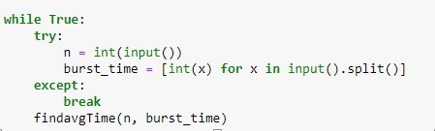 while True:
    try:
        n = int(input())
        burst_time = [int(x) for x in input().split()]
    except:
        break
    findavgTime(n, burst_time)